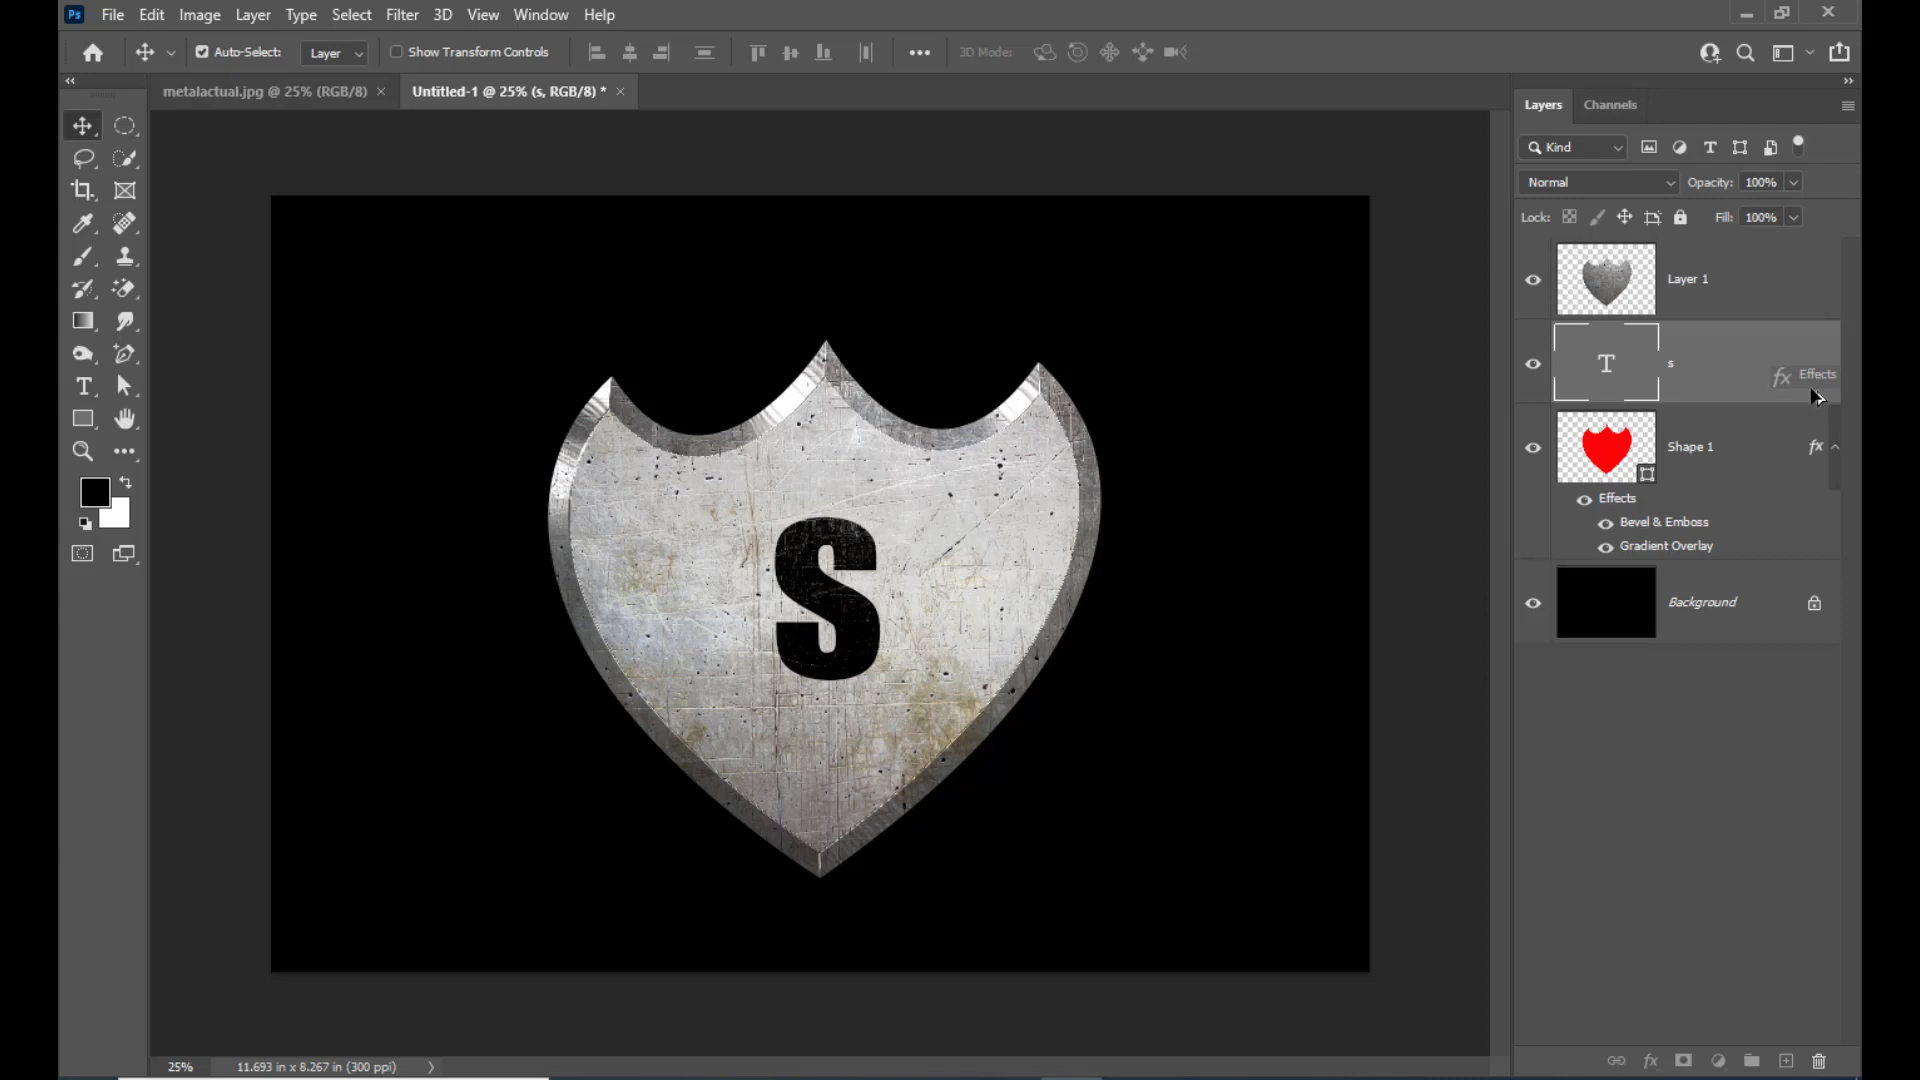 Ps File Edit Image Layer Type Select Filter 3D View Window Help
Auto-Select: Layer Show Transform Controls 3D Mode:
metalactual.jpg @ 25% (RGB/8) × Untitled-1 @ 25% (s, RGB/8) * ×
Layers Channels
Kind
Normal Opacity: 100%
Lock: Fill: 100%
Layer 1
T s fx Effects
Shape 1 fx
Effects
Bevel & Emboss
Gradient Overlay
Background
S
25% 11.693 in x 8.267 in (300 ppi)
fx